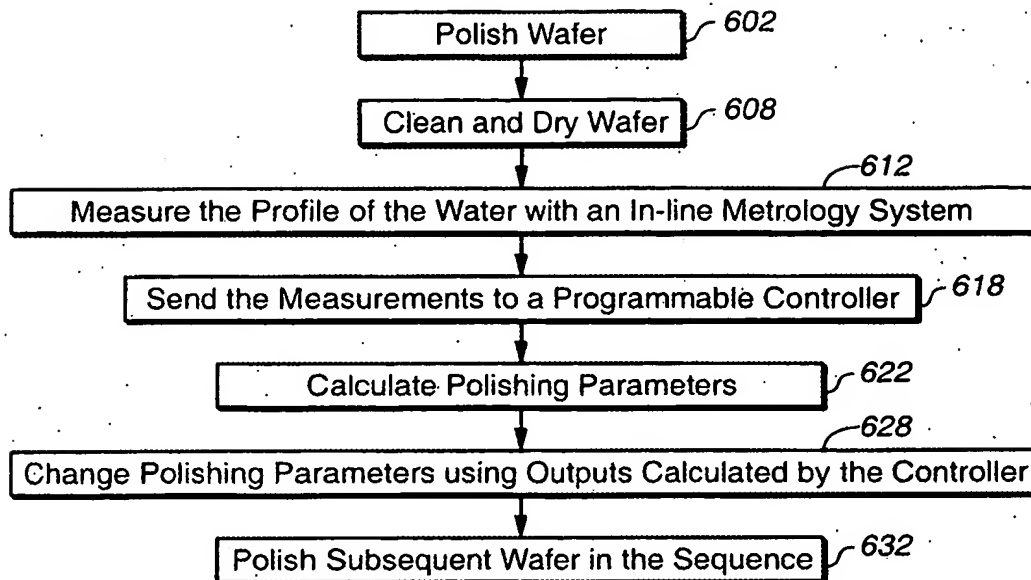 Polish Wafer 602
Clean and Dry Wafer 608
612
Measure the Profile of the Water with an In-line Metrology System
Send the Measurements to a Programmable Controller 618
Calculate Polishing Parameters 622
628
Change Polishing Parameters using Outputs Calculated by the Controller
Polish Subsequent Wafer in the Sequence 632